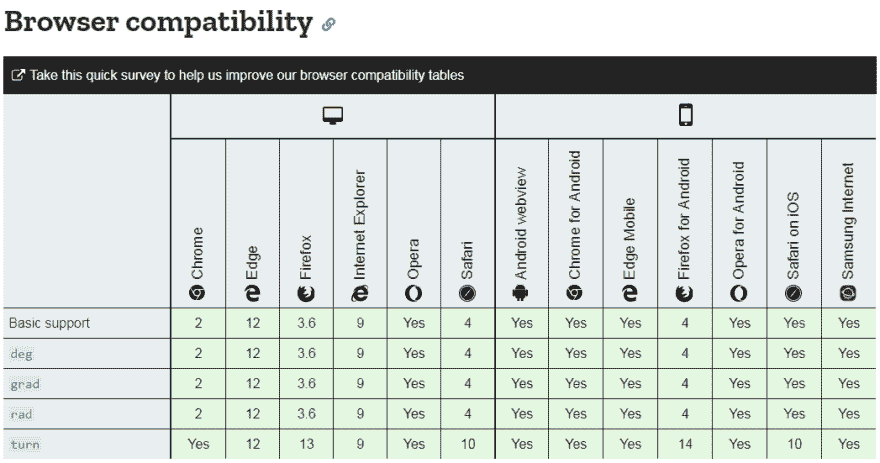 Browser compatibility
Take this quick survey to help us improve our browser compatibility tables
Chrome
Edge
Firefox
Internet Explorer
Opera
Safari
Android webview
Chrome for Android
Edge Mobile
Firefox for Android
Opera for Android
Safari on iOS
Samsung Internet
Basic support 2 12 3.6 9 Yes 4 Yes Yes Yes 4 Yes Yes Yes
deg 2 12 3.6 9 Yes 4 Yes Yes Yes 4 Yes Yes Yes
grad 2 12 3.6 9 Yes 4 Yes Yes Yes 4 Yes Yes Yes
rad 2 12 3.6 9 Yes 4 Yes Yes Yes 4 Yes Yes Yes
turn Yes 12 13 9 Yes 10 Yes Yes Yes 14 Yes 10 Yes